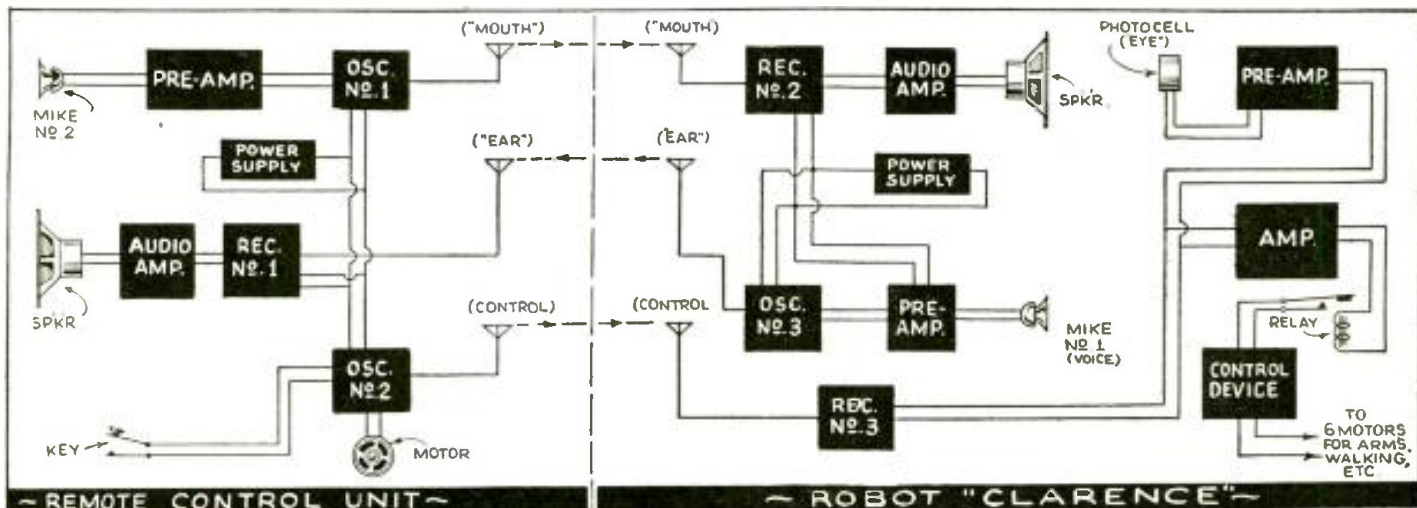 ("MOUTH")
PRE-AMP.
OSC.
Nº.1
MIKE
Nº 2
POWER
SUPPLY
("EAR")
AUDIO
AMP.
REC.
Nº.1
SPKR
(CONTROL)
OSC.
Nº.2
KEY
MOTOR
~ REMOTE CONTROL UNIT ~
("MOUTH)
REC.
Nº.2
AUDIO
AMP.
SPKR
PHOTOCELL
('EYE")
PRE-AMP.
('EAR)
POWER
SUPPLY
AMP.
(CONTROL
OSC.
Nº.3
PRE-
AMP.
MIKE
Nº 1
(VOICE)
RELAY
CONTROL
DEVICE
REC.
Nº.3
TO
6 MOTORS
FOR ARMS,
WALKING,
ETC
~ ROBOT "CLARENCE" ~